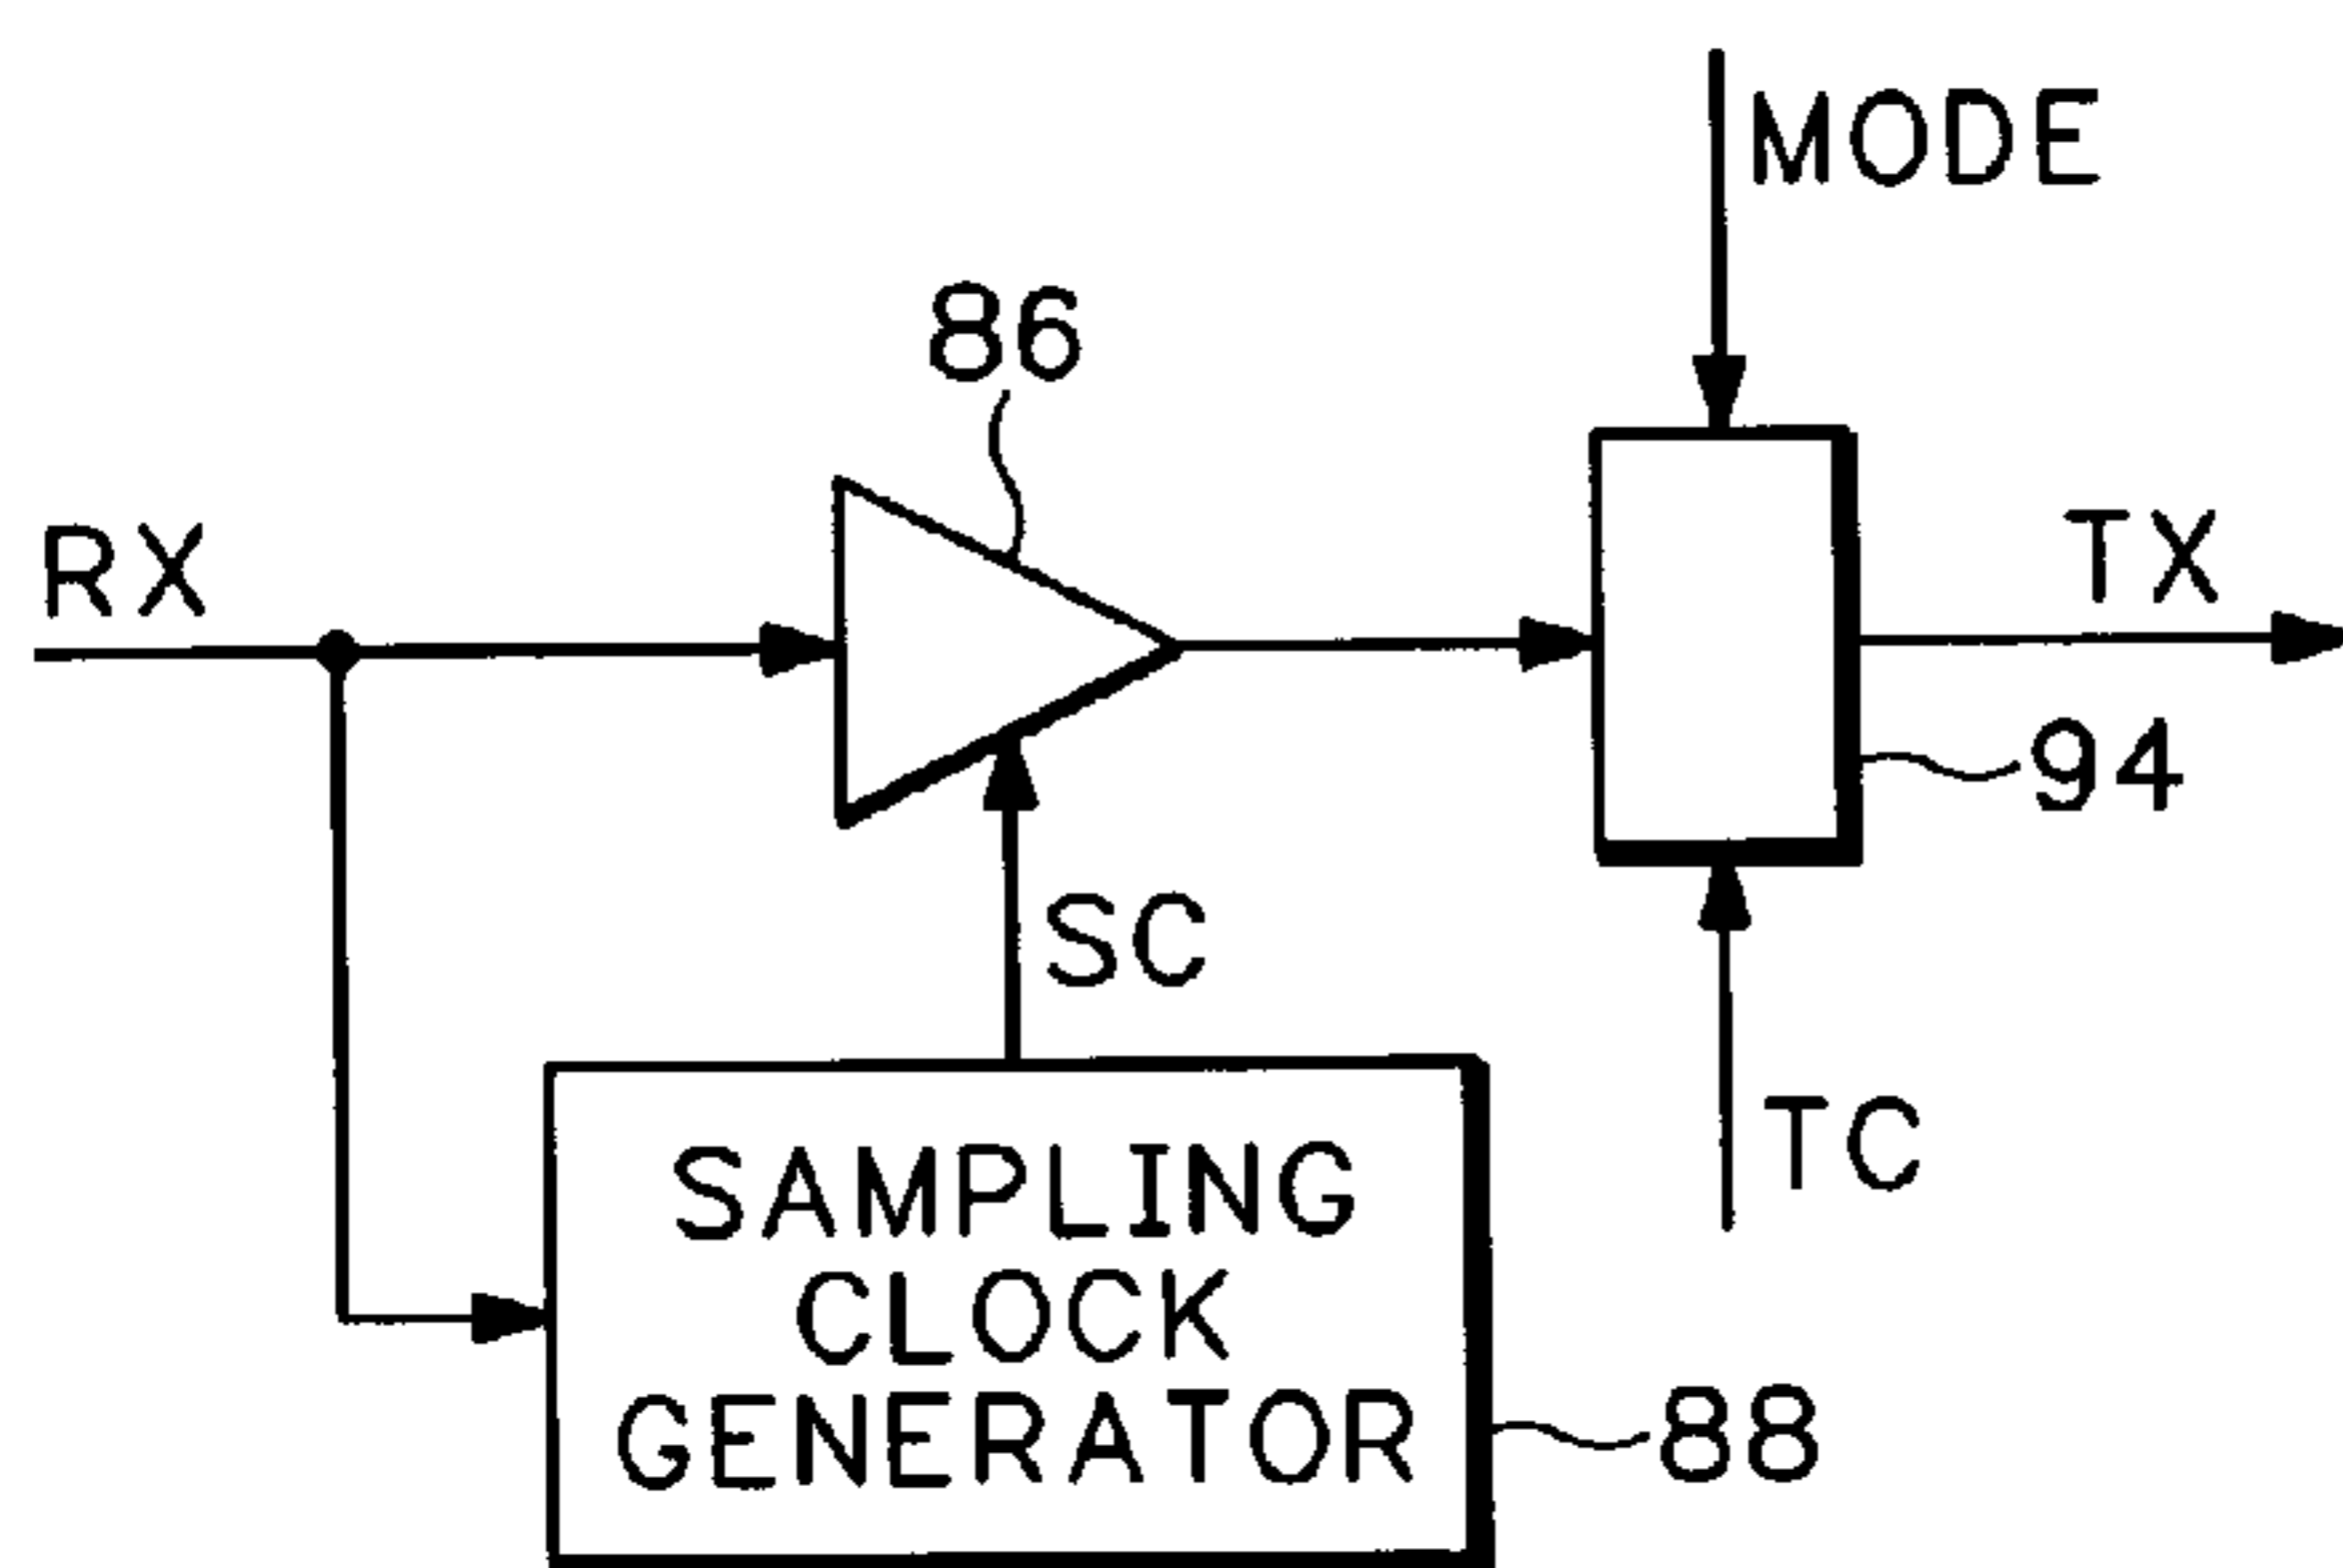 MODE
86
RX
TX
94
SC
TC
SAMPLING
CLOCK
GENERATOR
88